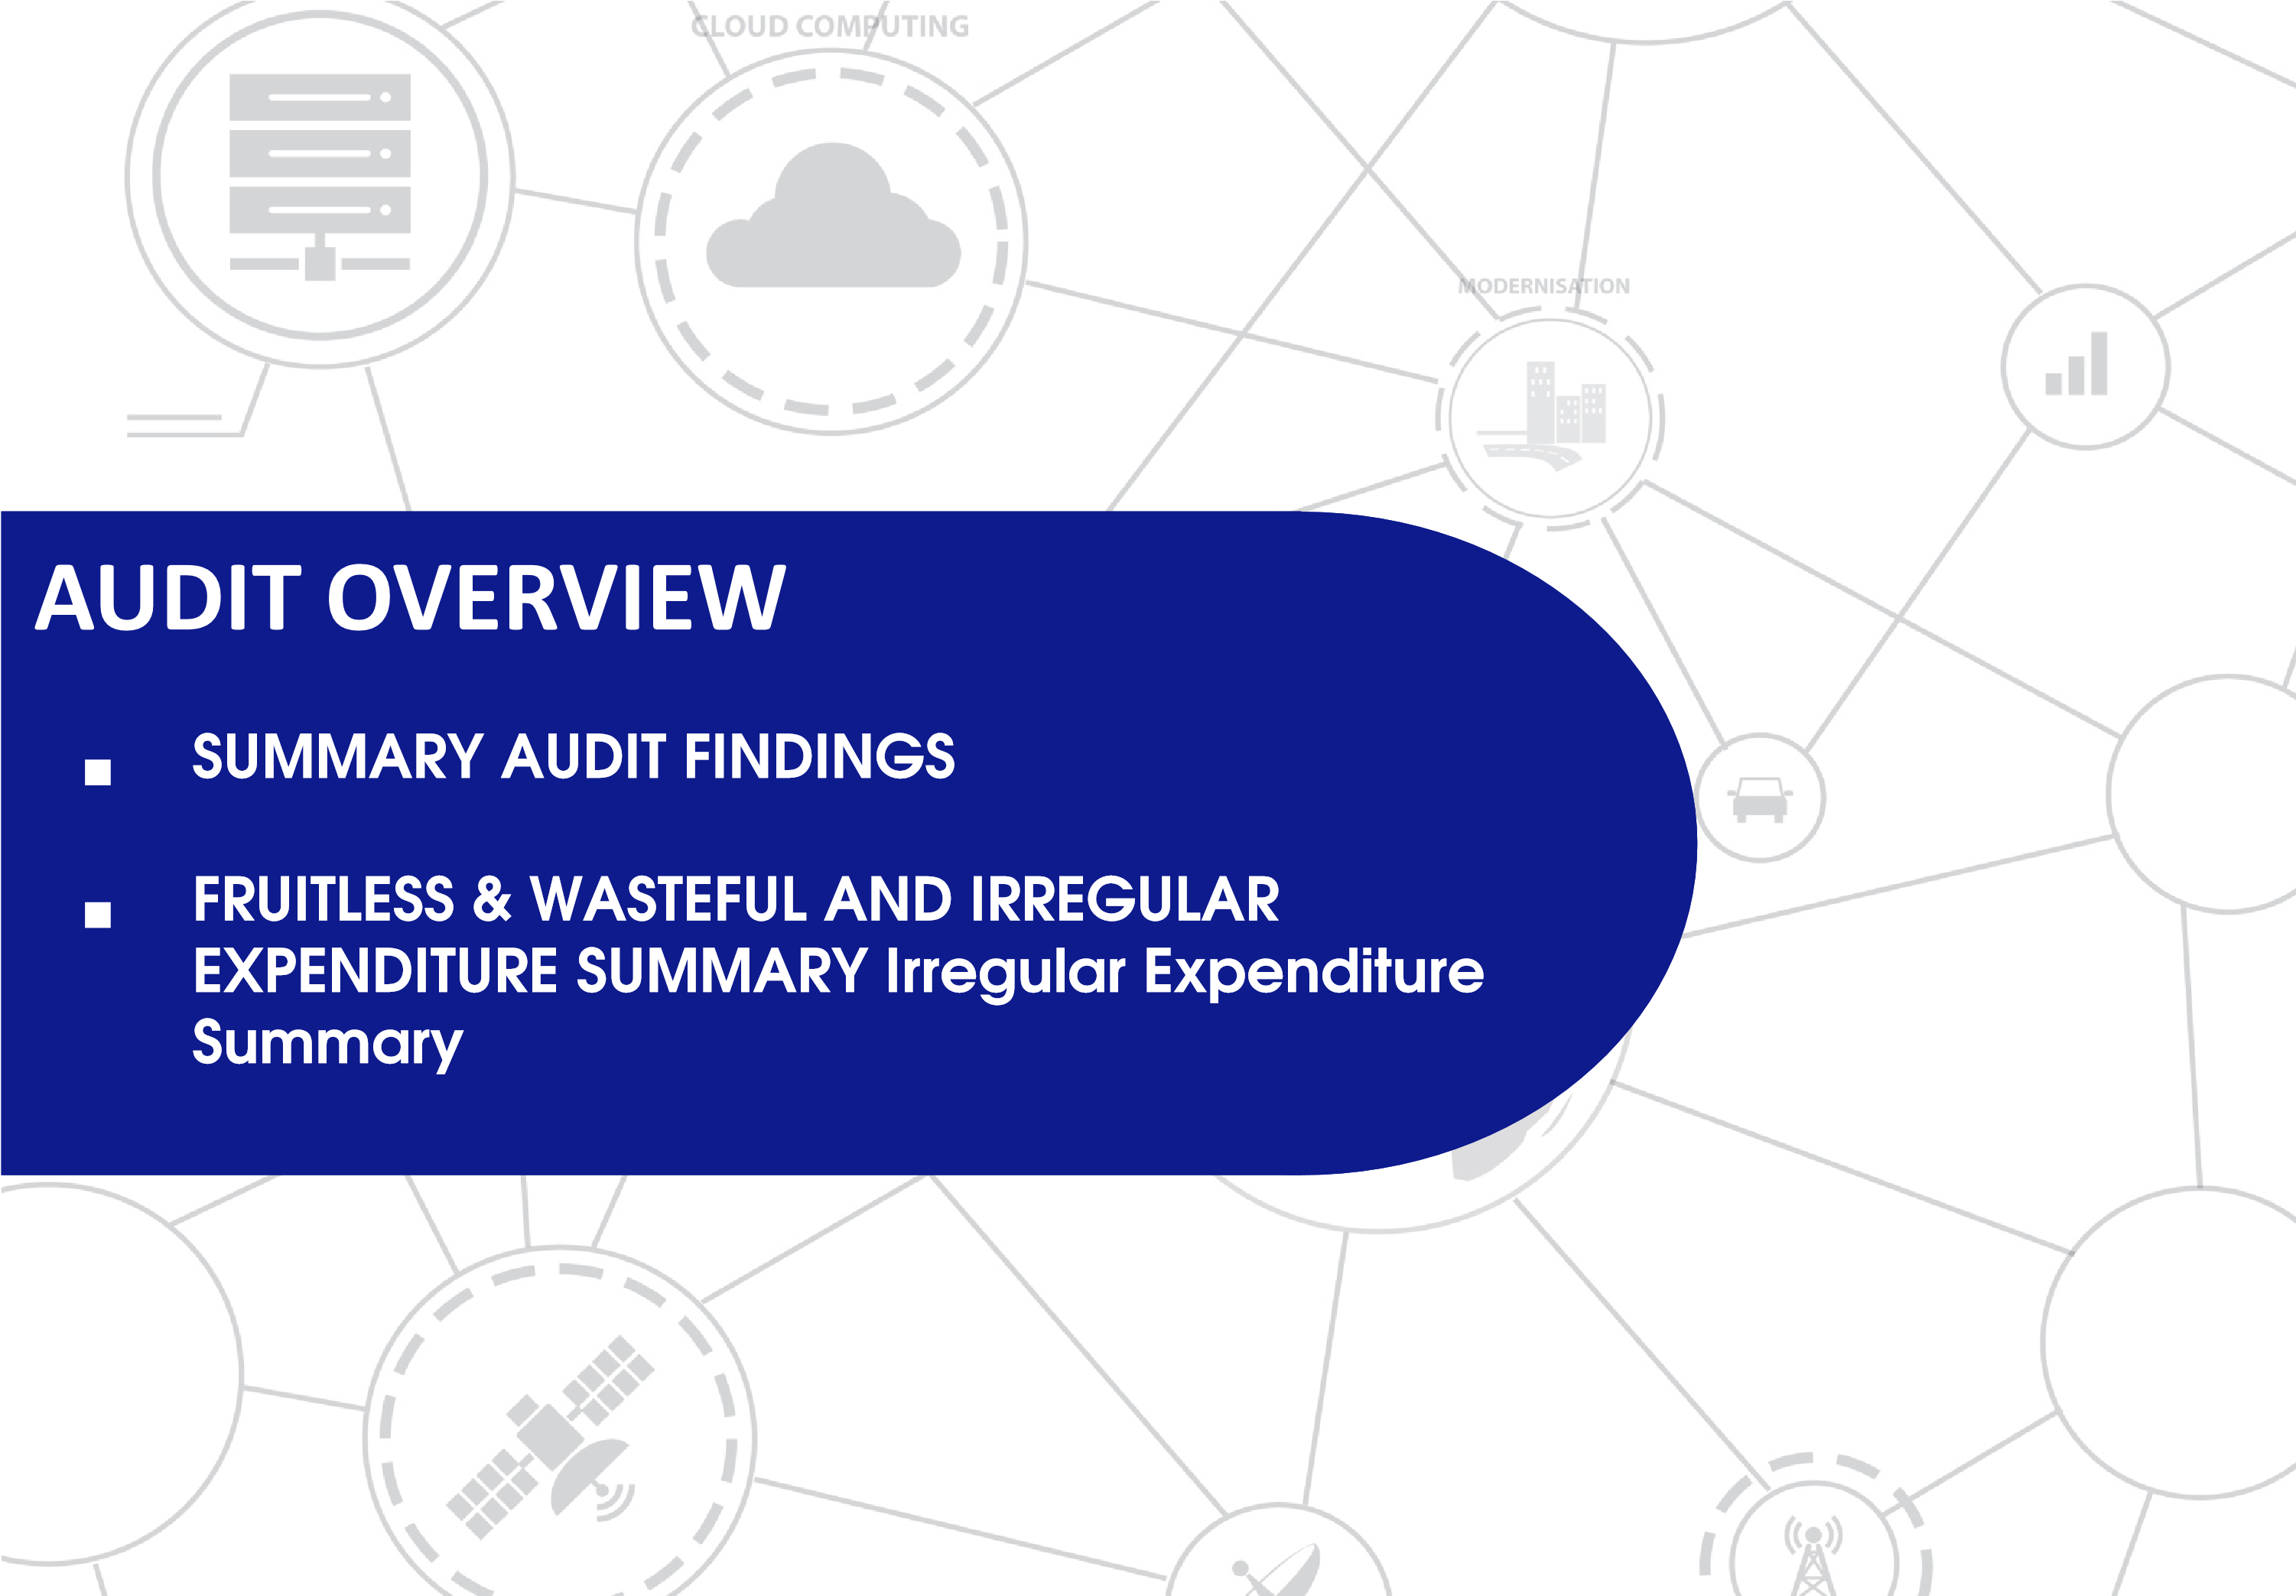 CLOUD COMPUTING
MODERNISATION
AUDIT OVERVIEW
▪ SUMMARY AUDIT FINDINGS
▪ FRUITLESS & WASTEFUL AND IRREGULAR
EXPENDITURE SUMMARY Irregular Expenditure
Summary